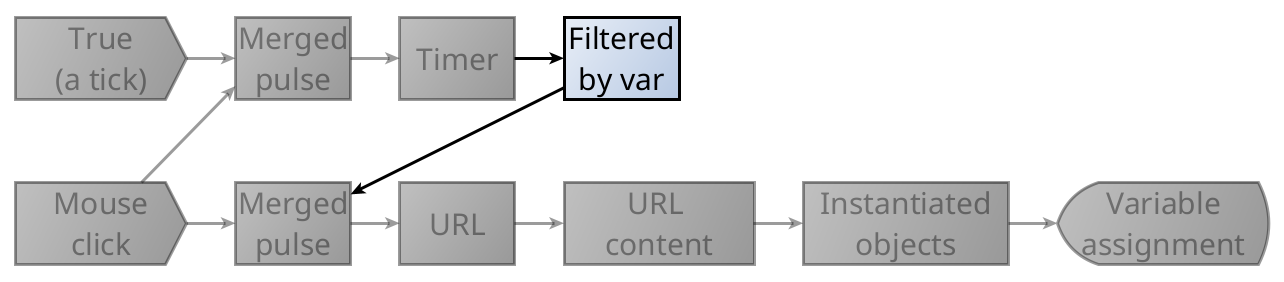 True
(a tick)
Merged
pulse
Timer
Filtered
by var
Mouse
click
Merged
pulse
URL
URL
content
Instantiated
objects
Variable
assignment